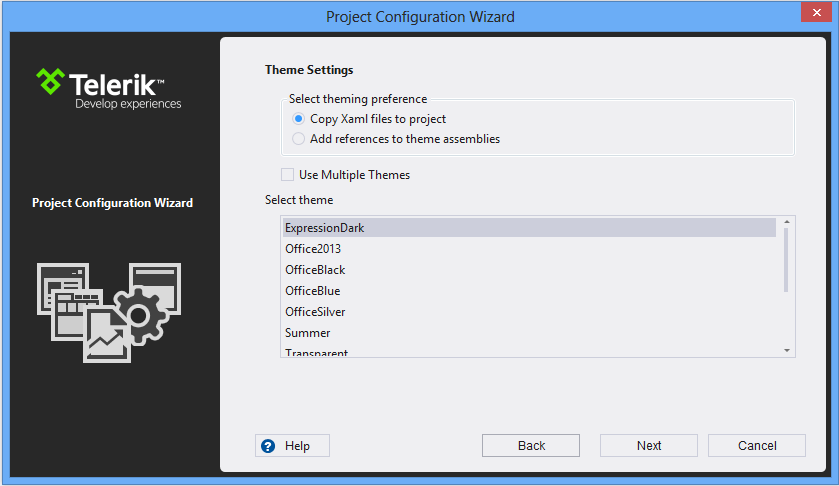 Project Configuration Wizard
Telerik™
Develop experiences
Project Configuration Wizard
Theme Settings
Select theming preference
Copy Xaml files to project
Add references to theme assemblies
Use Multiple Themes
Select theme
ExpressionDark
Office2013
OfficeBlack
OfficeBlue
OfficeSilver
Summer
Transparent
? Help
Back
Next
Cancel